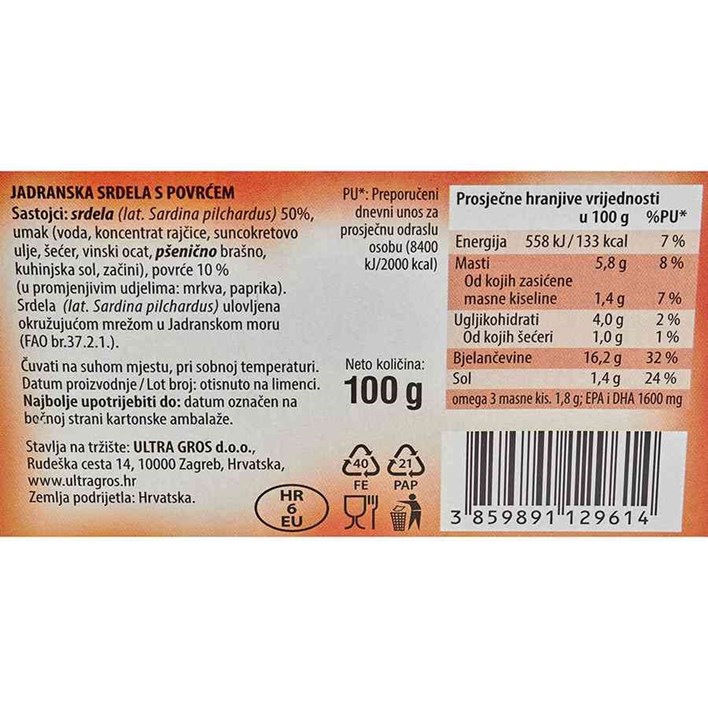 JADRANSKA SRDELA S POVRĆEM
Sastojci: srdela (lat. Sardina pilchardus) 50%,
umak (voda, koncentrat rajčice, suncokretovo
ulje, šećer, vinski ocat, pšenično brašno,
kuhinjska sol, začini), povrće 10 %
(u promjenjivim udjelima: mrkva, paprika).
Srdela (lat. Sardina pilchardus) ulovljena
okružujućom mrežom u Jadranskom moru
(FAO br.37.2.1.).
Čuvati na suhom mjestu, pri sobnoj temperaturi.
Datum proizvodnje / Lot broj: otisnuto na limenci.
Najbolje upotrijebiti do: datum označen na
bočnoj strani kartonske ambalaže.
Stavlja na tržište: ULTRA GROS d.o.o.,
Rudeška cesta 14, 10000 Zagreb, Hrvatska,
www.ultragros.hr
Zemlja podrijetla: Hrvatska.
HR
6
EU
PU*: Preporučeni
dnevni unos za
prosječnu odraslu
osobu (8400
kJ/2000 kcal)
Neto količina:
100 g
40
FE
21
PAP
Prosječne hranjive vrijednosti
u 100 g %PU*
Energija 558 kJ / 133 kcal 7 %
Masti 5,8 g 8 %
Od kojih zasićene
masne kiseline 1,4 g 7 %
Ugljikohidrati 4,0 g 2 %
Od kojih šećeri 1,0 g 1 %
Bjelančevine 16,2 g 32 %
Sol 1,4 g 24 %
omega 3 masne kis. 1,8 g; EPA i DHA 1600 mg
3 859891 129614